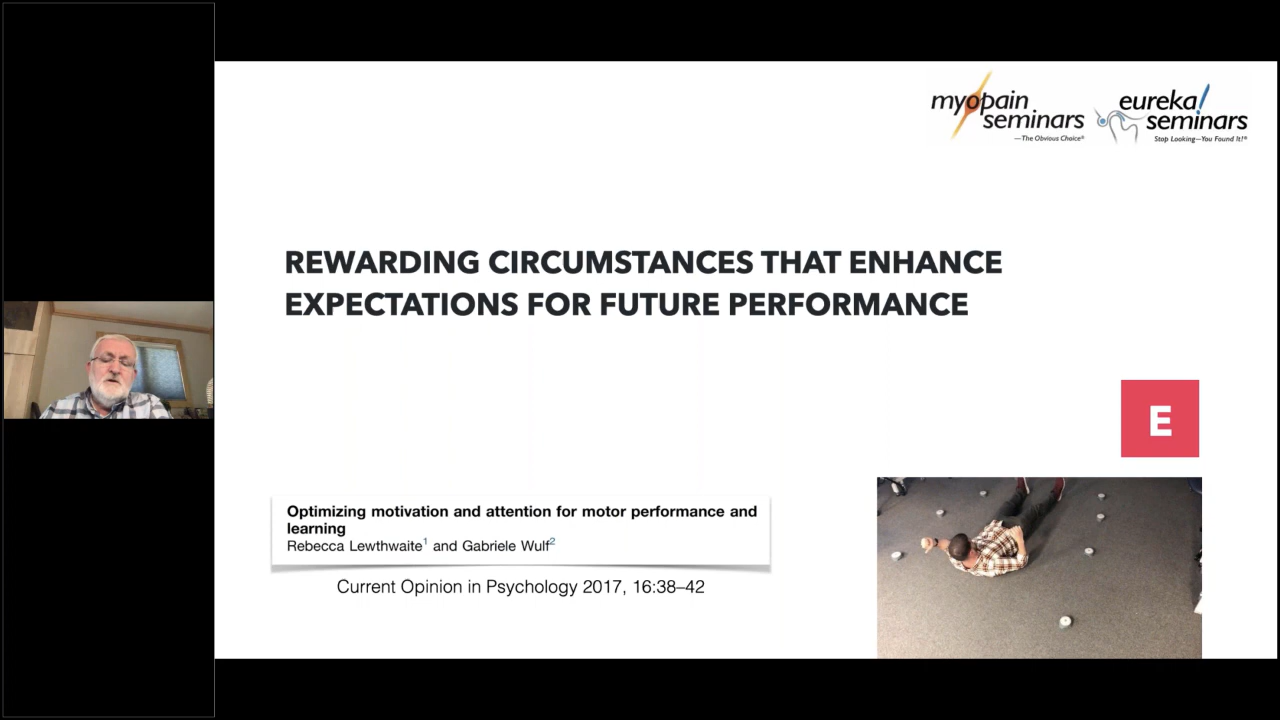 myopain
seminars
—The Obvious Choice®
eureka!
seminars
Stop Looking—You Found It!®
REWARDING CIRCUMSTANCES THAT ENHANCE
EXPECTATIONS FOR FUTURE PERFORMANCE
E
Optimizing motivation and attention for motor performance and
learning
Rebecca Lewthwaite1 and Gabriele Wulf2
Current Opinion in Psychology 2017, 16:38–42